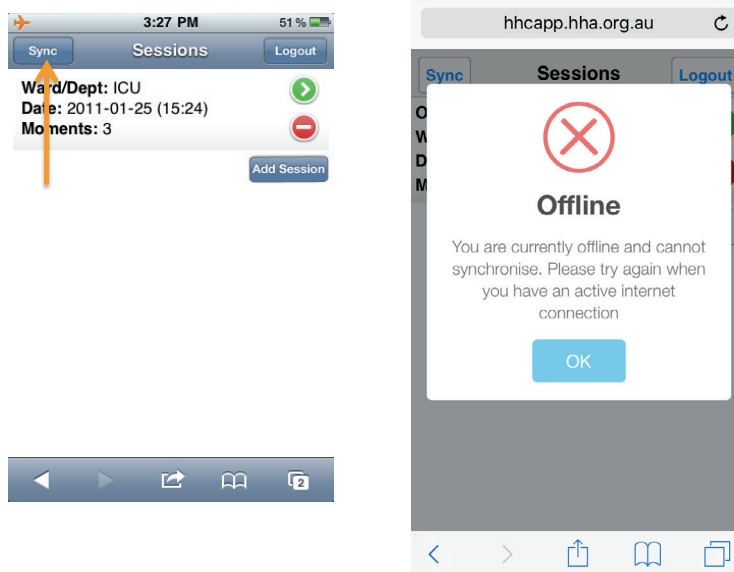 3:27 PM
51 %
Sync
Sessions
Logout
Ward/Dept: ICU
Date: 2011-01-25 (15:24)
Moments: 3
Add Session
2
hhcapp.hha.org.au
Sync
Sessions
Logout
O
W
D
M
Offline
You are currently offline and cannot
synchronise. Please try again when
you have an active internet
connection
OK